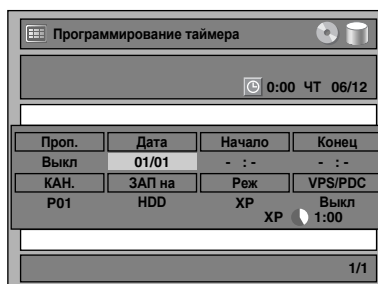 Программирование таймера
0:00 ЧТ 06/12
Проп. Дата Начало Конец
Выкл 01/01 - : - - : -
КАН. ЗАП на Реж VPS/PDC
P01 HDD XP Выкл
XP 1:00
1/1